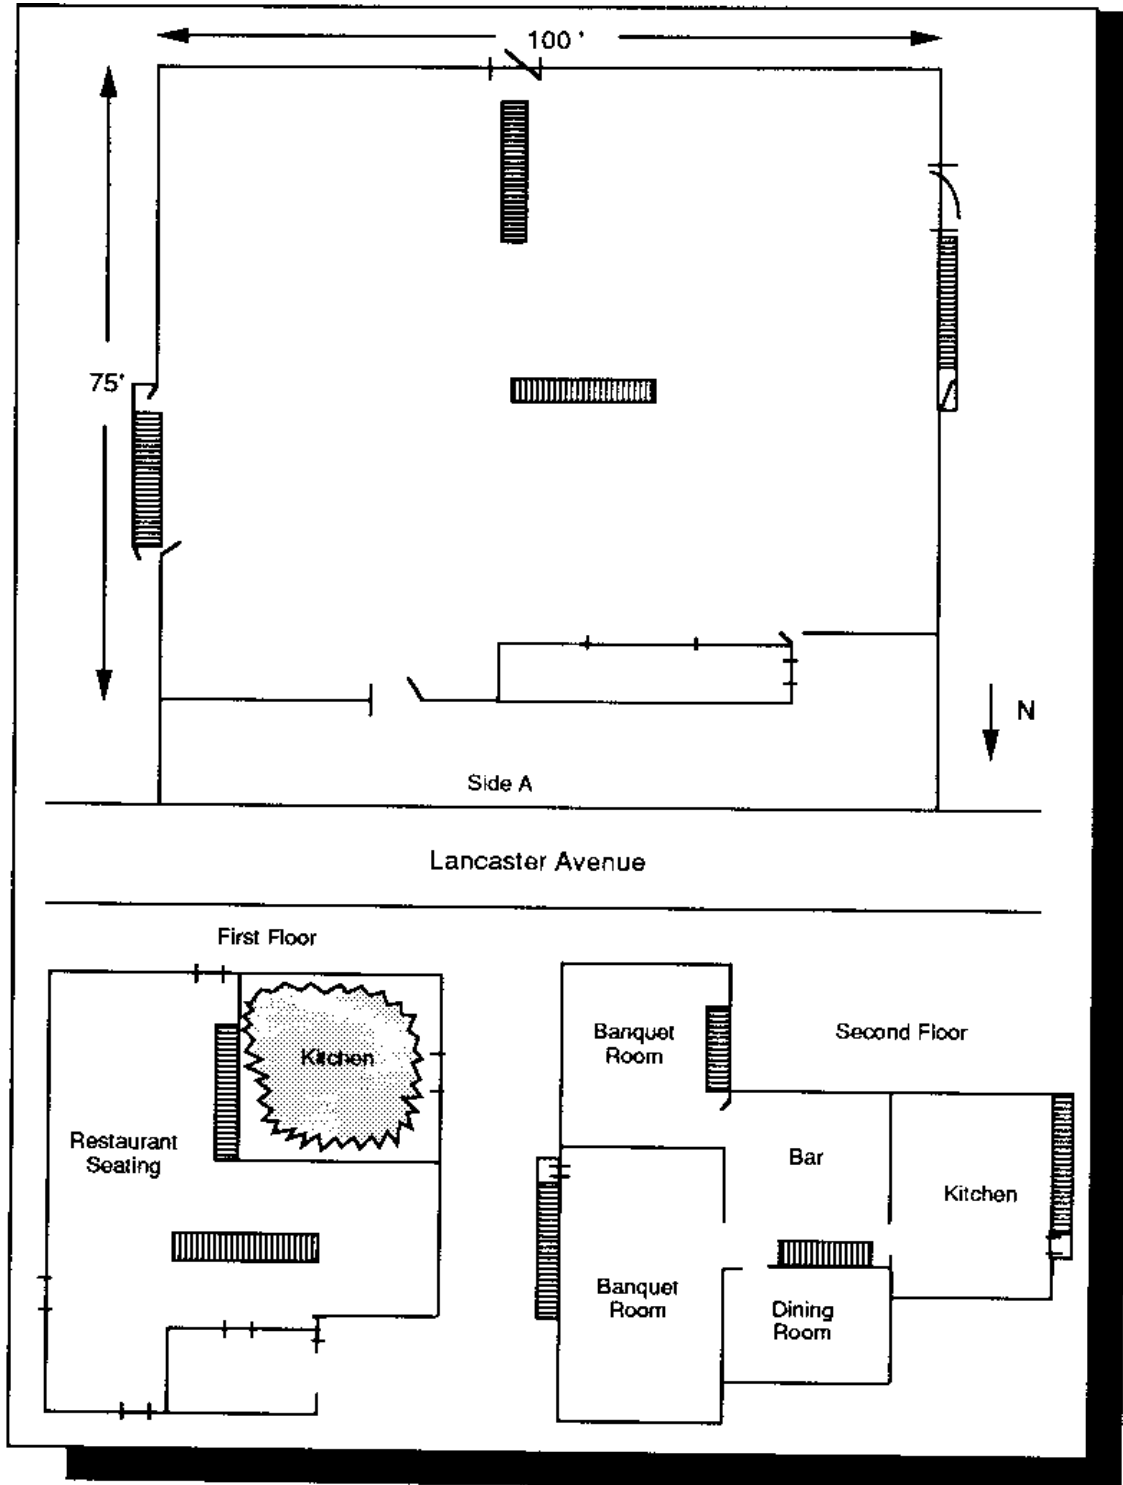 100 '
75'
N
Side A
Lancaster Avenue
First Floor
Kitchen
Restaurant
Seating
Banquet
Room
Second Floor
Bar
Kitchen
Banquet
Room
Dining
Room